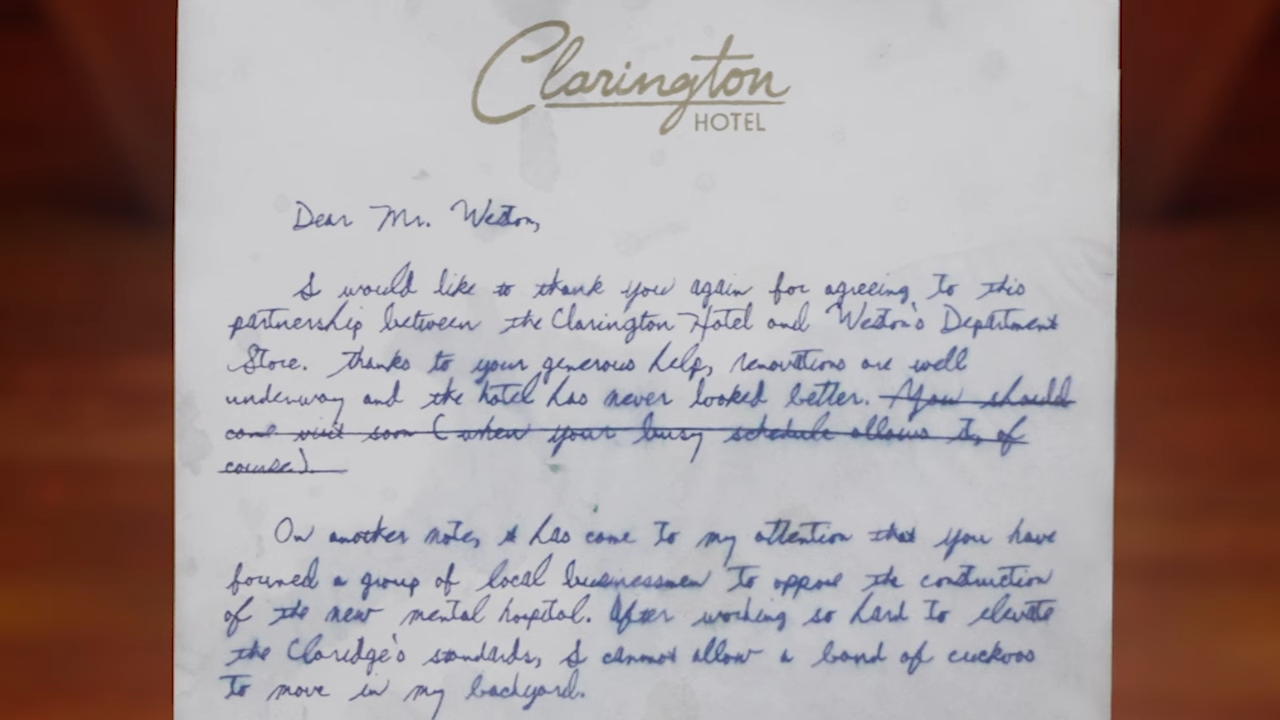 Clarington
HOTEL
Dear Mr. Weston,
I would like to thank you again for agreeing to this
partnership between the Clarington Hotel and Weston's Department
Store. Thanks to your generous help, renovations are well
underway and the hotel has never looked better. You should
come visit soon (when your busy schedule allows it, of
course).
On another note, it has come to my attention that you have
formed a group of local businessmen to oppose the construction
of the new mental hospital. After working so hard to elevate
the Claridge's standards, I cannot allow a band of cuckoos
to move in my backyard.